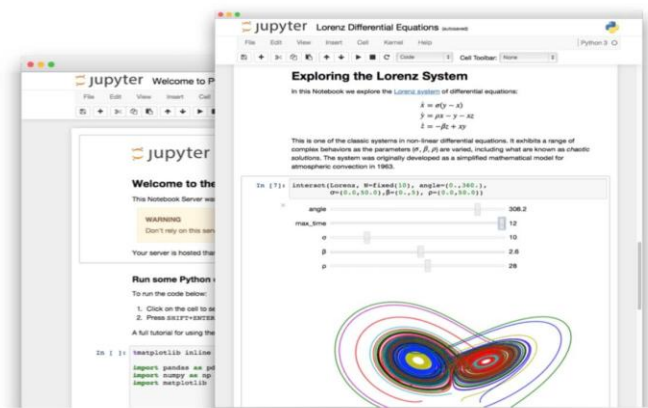 jupyter Welcome to P
File Edit View Insert Cell
jupyter
Welcome to the
This Notebook Server was
WARNING
Don't rely on this serv
Your server is hosted than
Run some Python
To run the code below:
1. Click on the cell to se
2. Press SHIFT+ENTER
A full tutorial for using the
In [ ]: %matplotlib inline
import pandas as pd
import numpy as np
import matplotlib
jupyter Lorenz Differential Equations (autosaved)
File Edit View Insert Cell Kernel Help Python 3
Code Cell Toolbar: None
Exploring the Lorenz System
In this Notebook we explore the Lorenz system of differential equations:
ẋ = σ(y − x)
ẏ = ρx − y − xz
ż = −βz + xy
This is one of the classic systems in non-linear differential equations. It exhibits a range of
complex behaviors as the parameters (σ, β, ρ) are varied, including what are known as chaotic
solutions. The system was originally developed as a simplified mathematical model for
atmospheric convection in 1963.
In [7]: interact(Lorenz, N=fixed(10), angle=(0.,360.),
σ=(0.0,50.0),β=(0.,5), ρ=(0.0,50.0))
angle 308.2
max_time 12
σ 10
β 2.6
ρ 28